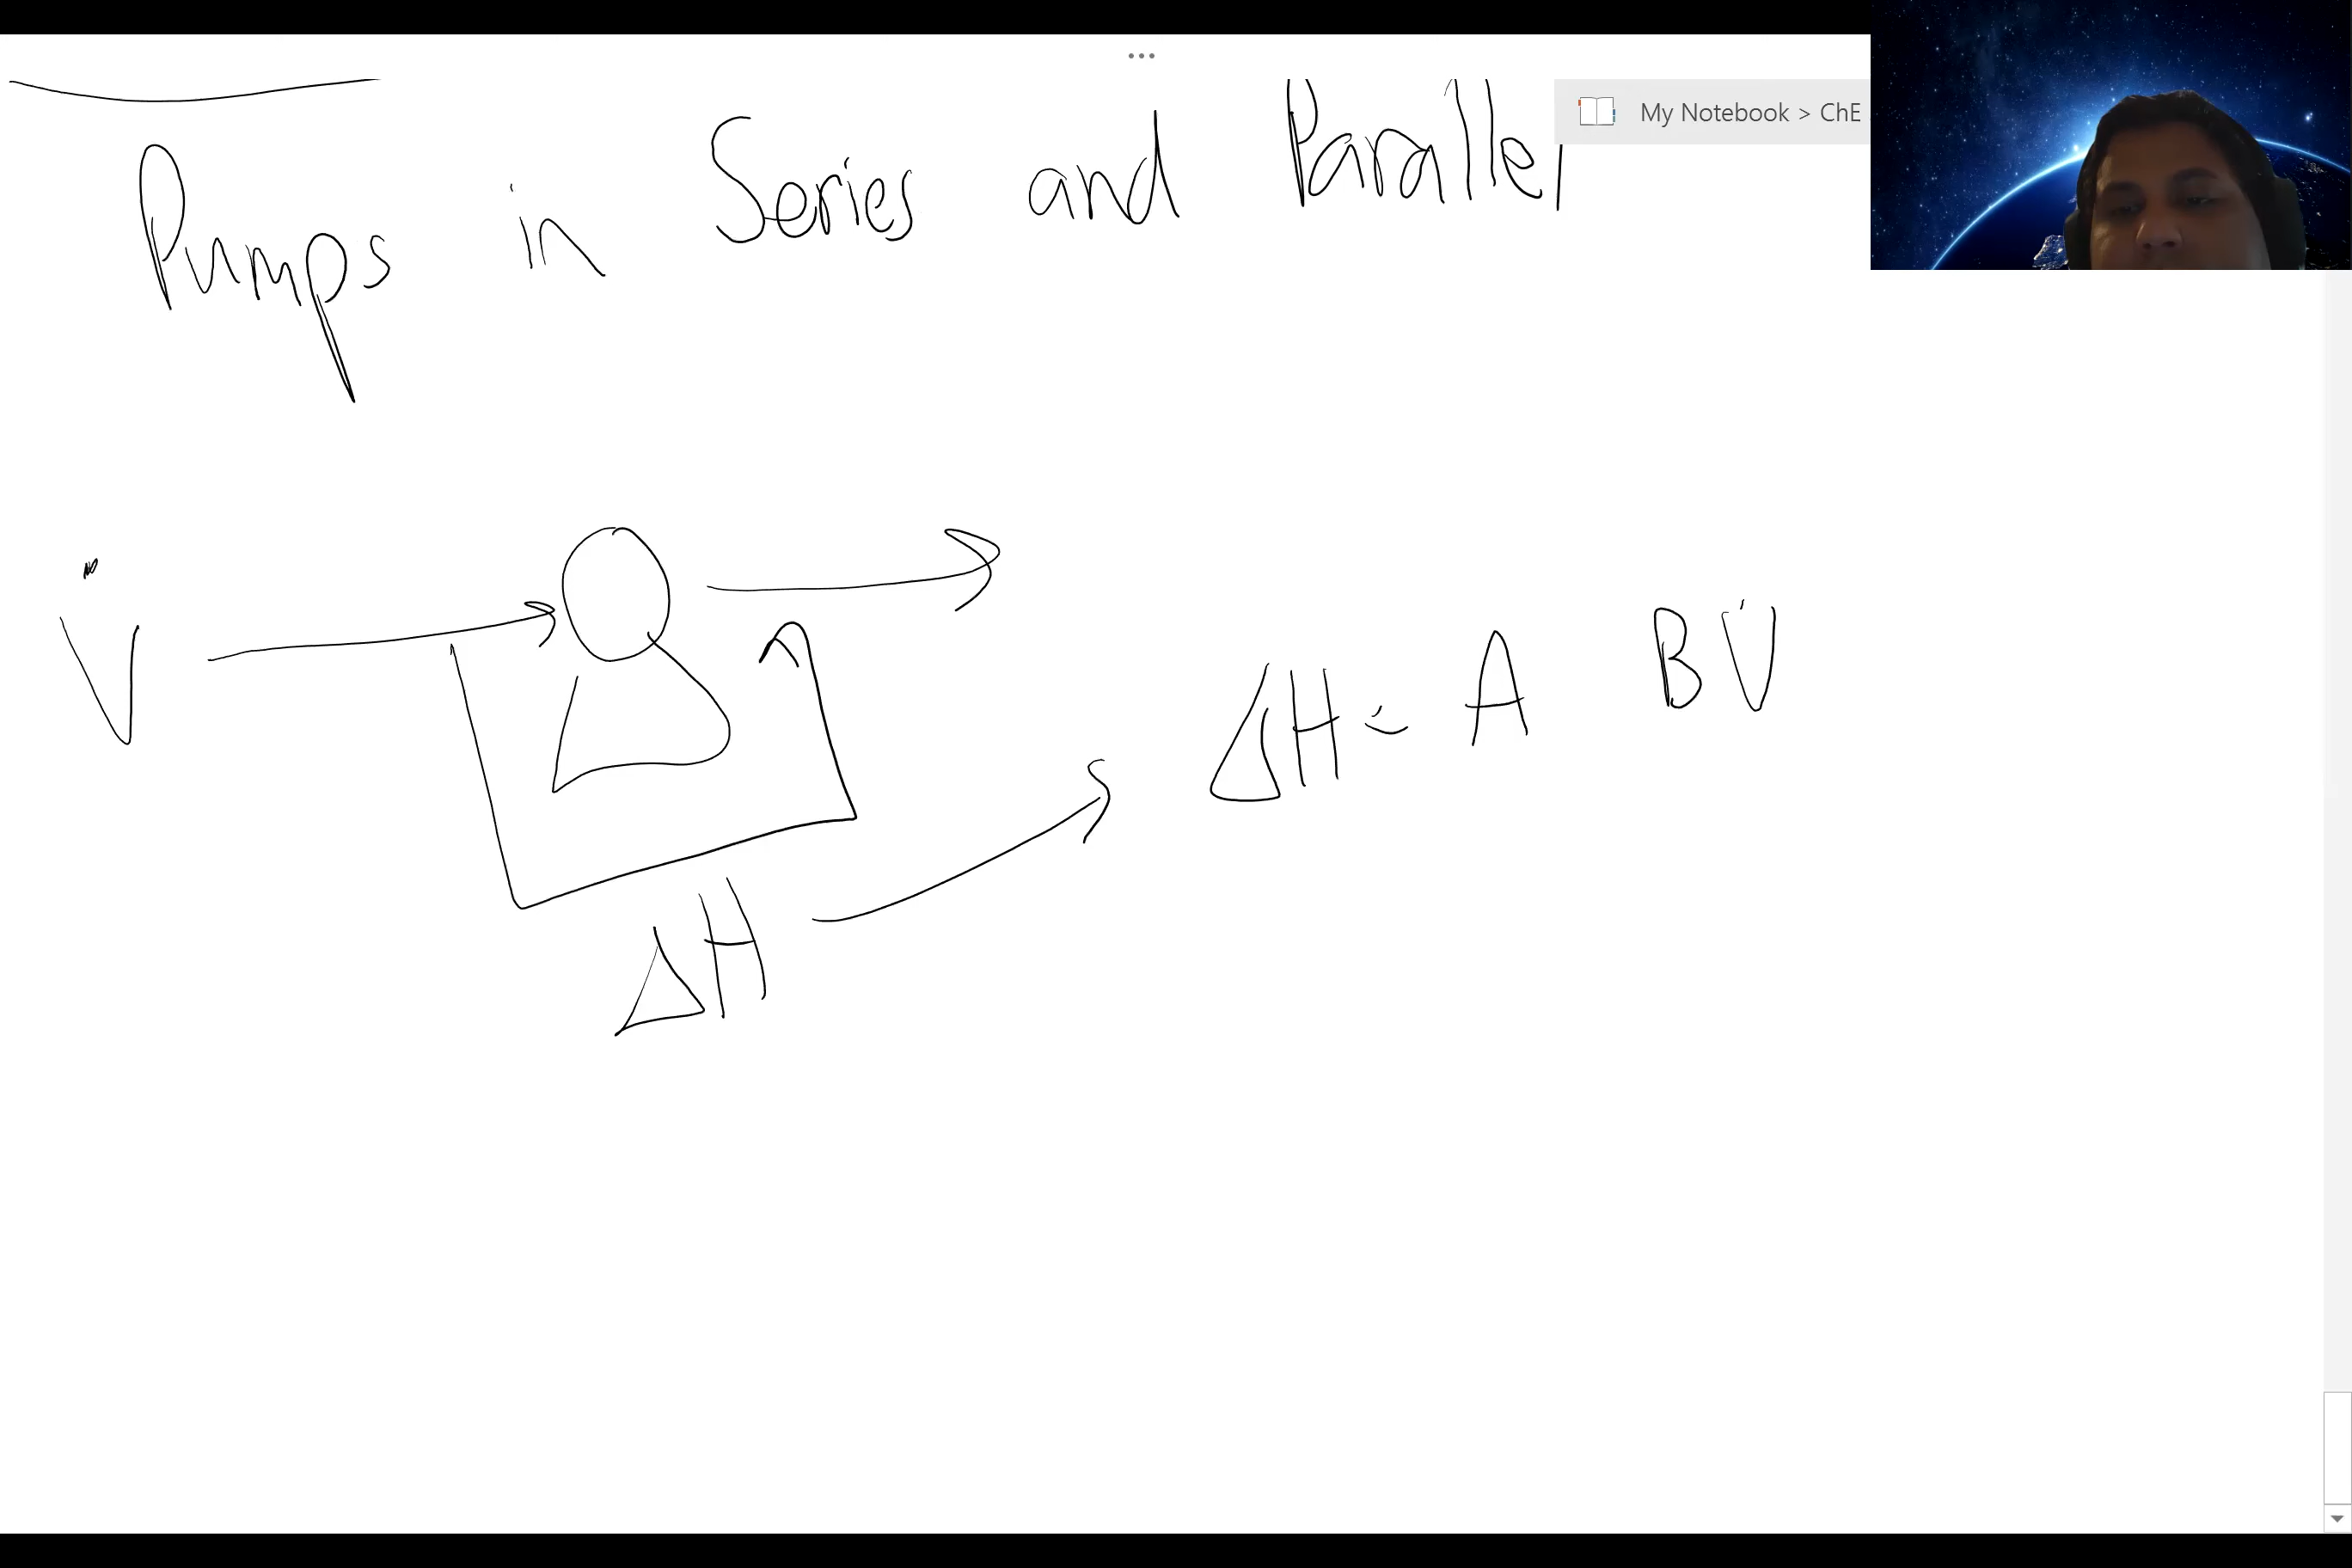 ...
My Notebook > ChE
Pumps in Series and Parallel
V̇
ΔH = A BV̇
ΔH